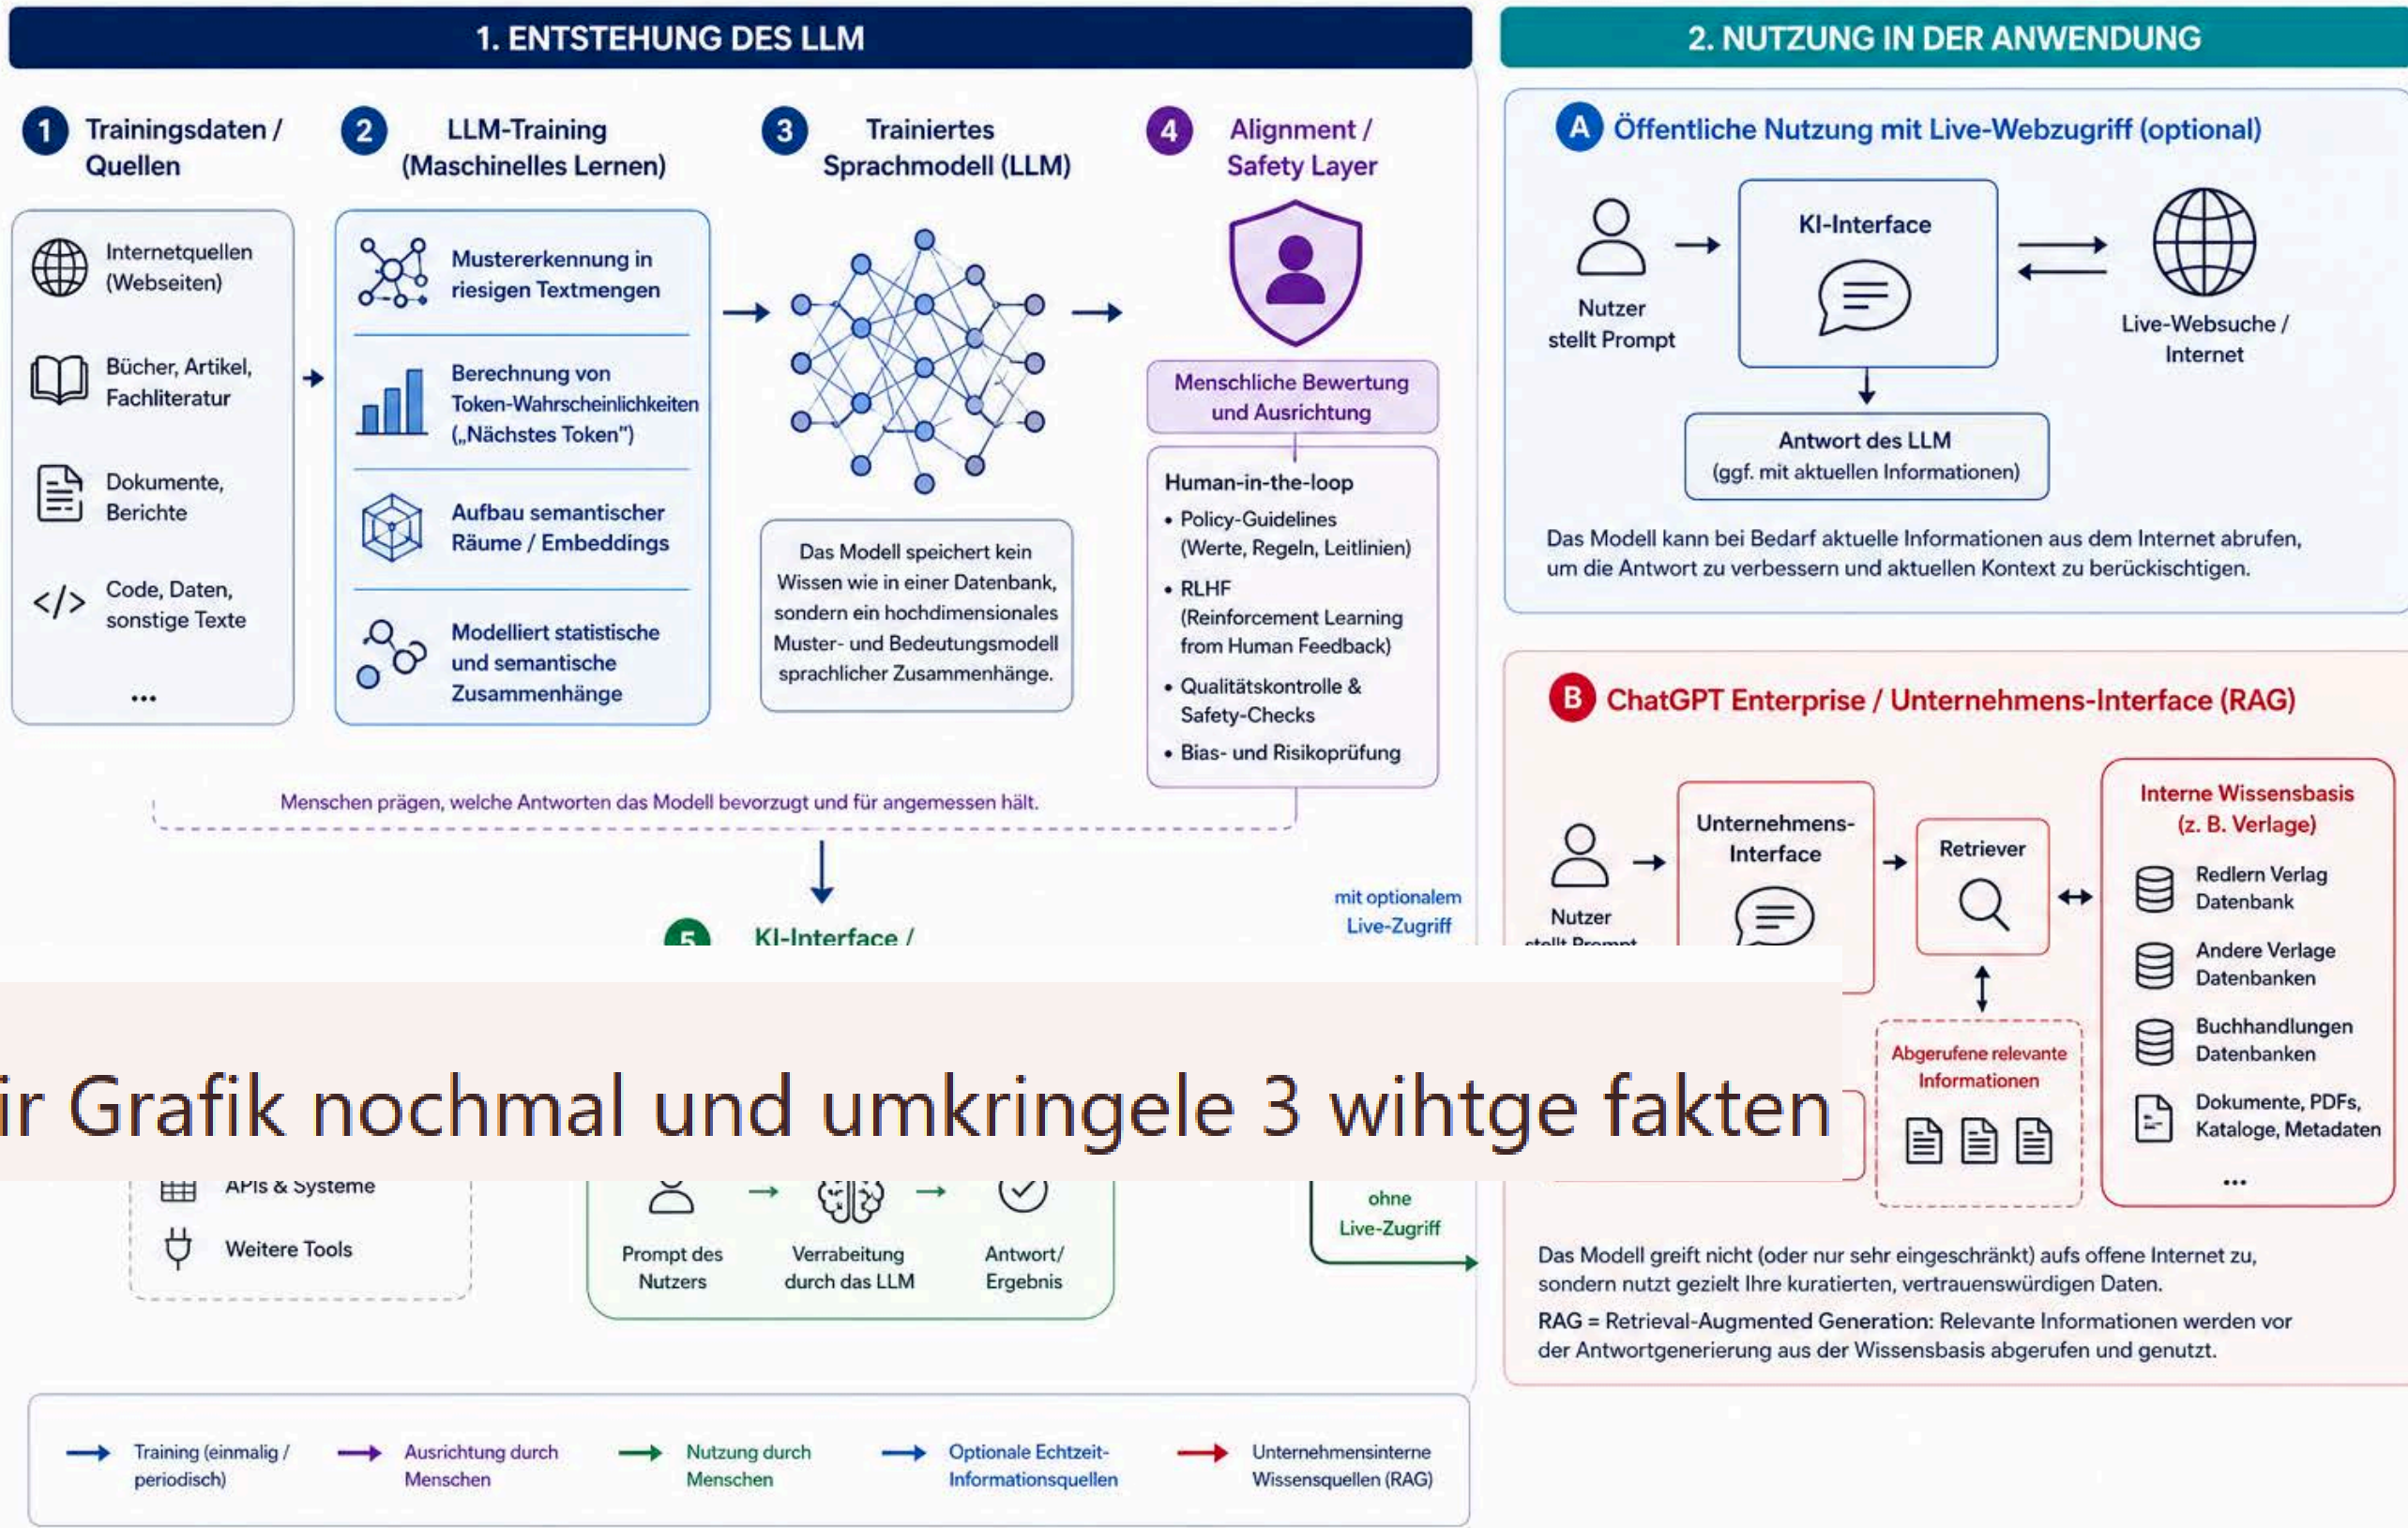 1. ENTSTEHUNG DES LLM
1
Trainingsdaten /
Quellen
Internetquellen
(Webseiten)
Bücher, Artikel,
Fachliteratur
Dokumente,
Berichte
</>
Code, Daten,
sonstige Texte
...
2
LLM-Training
(Maschinelles Lernen)
Mustererkennung in
riesigen Textmengen
Berechnung von
Token-Wahrscheinlichkeiten
(„Nächstes Token")
Aufbau semantischer
Räume / Embeddings
Modelliert statistische
und semantische
Zusammenhänge
3
Trainiertes
Sprachmodell (LLM)
Das Modell speichert kein
Wissen wie in einer Datenbank,
sondern ein hochdimensionales
Muster- und Bedeutungsmodell
sprachlicher Zusammenhänge.
4
Alignment /
Safety Layer
Menschliche Bewertung
und Ausrichtung
Human-in-the-loop
• Policy-Guidelines
(Werte, Regeln, Leitlinien)
• RLHF
(Reinforcement Learning
from Human Feedback)
• Qualitätskontrolle &
Safety-Checks
• Bias- und Risikoprüfung
Menschen prägen, welche Antworten das Modell bevorzugt und für angemessen hält.
5
KI-Interface /
mit optionalem
Live-Zugriff
ir Grafik nochmal und umkringele 3 wihtge fakten
APIs & Systeme
Weitere Tools
Prompt des
Nutzers
Verrabeitung
durch das LLM
Antwort/
Ergebnis
ohne
Live-Zugriff
Training (einmalig /
periodisch)
Ausrichtung durch
Menschen
Nutzung durch
Menschen
Optionale Echtzeit-
Informationsquellen
Unternehmensinterne
Wissensquellen (RAG)
2. NUTZUNG IN DER ANWENDUNG
A
Öffentliche Nutzung mit Live-Webzugriff (optional)
Nutzer
stellt Prompt
KI-Interface
Live-Websuche /
Internet
Antwort des LLM
(ggf. mit aktuellen Informationen)
Das Modell kann bei Bedarf aktuelle Informationen aus dem Internet abrufen,
um die Antwort zu verbessern und aktuellen Kontext zu berückischtigen.
B
ChatGPT Enterprise / Unternehmens-Interface (RAG)
Nutzer
stellt Prompt
Unternehmens-
Interface
Retriever
Abgerufene relevante
Informationen
Interne Wissensbasis
(z. B. Verlage)
Redlern Verlag
Datenbank
Andere Verlage
Datenbanken
Buchhandlungen
Datenbanken
Dokumente, PDFs,
Kataloge, Metadaten
...
Das Modell greift nicht (oder nur sehr eingeschränkt) aufs offene Internet zu,
sondern nutzt gezielt Ihre kuratierten, vertrauenswürdigen Daten.
RAG = Retrieval-Augmented Generation: Relevante Informationen werden vor
der Antwortgenerierung aus der Wissensbasis abgerufen und genutzt.